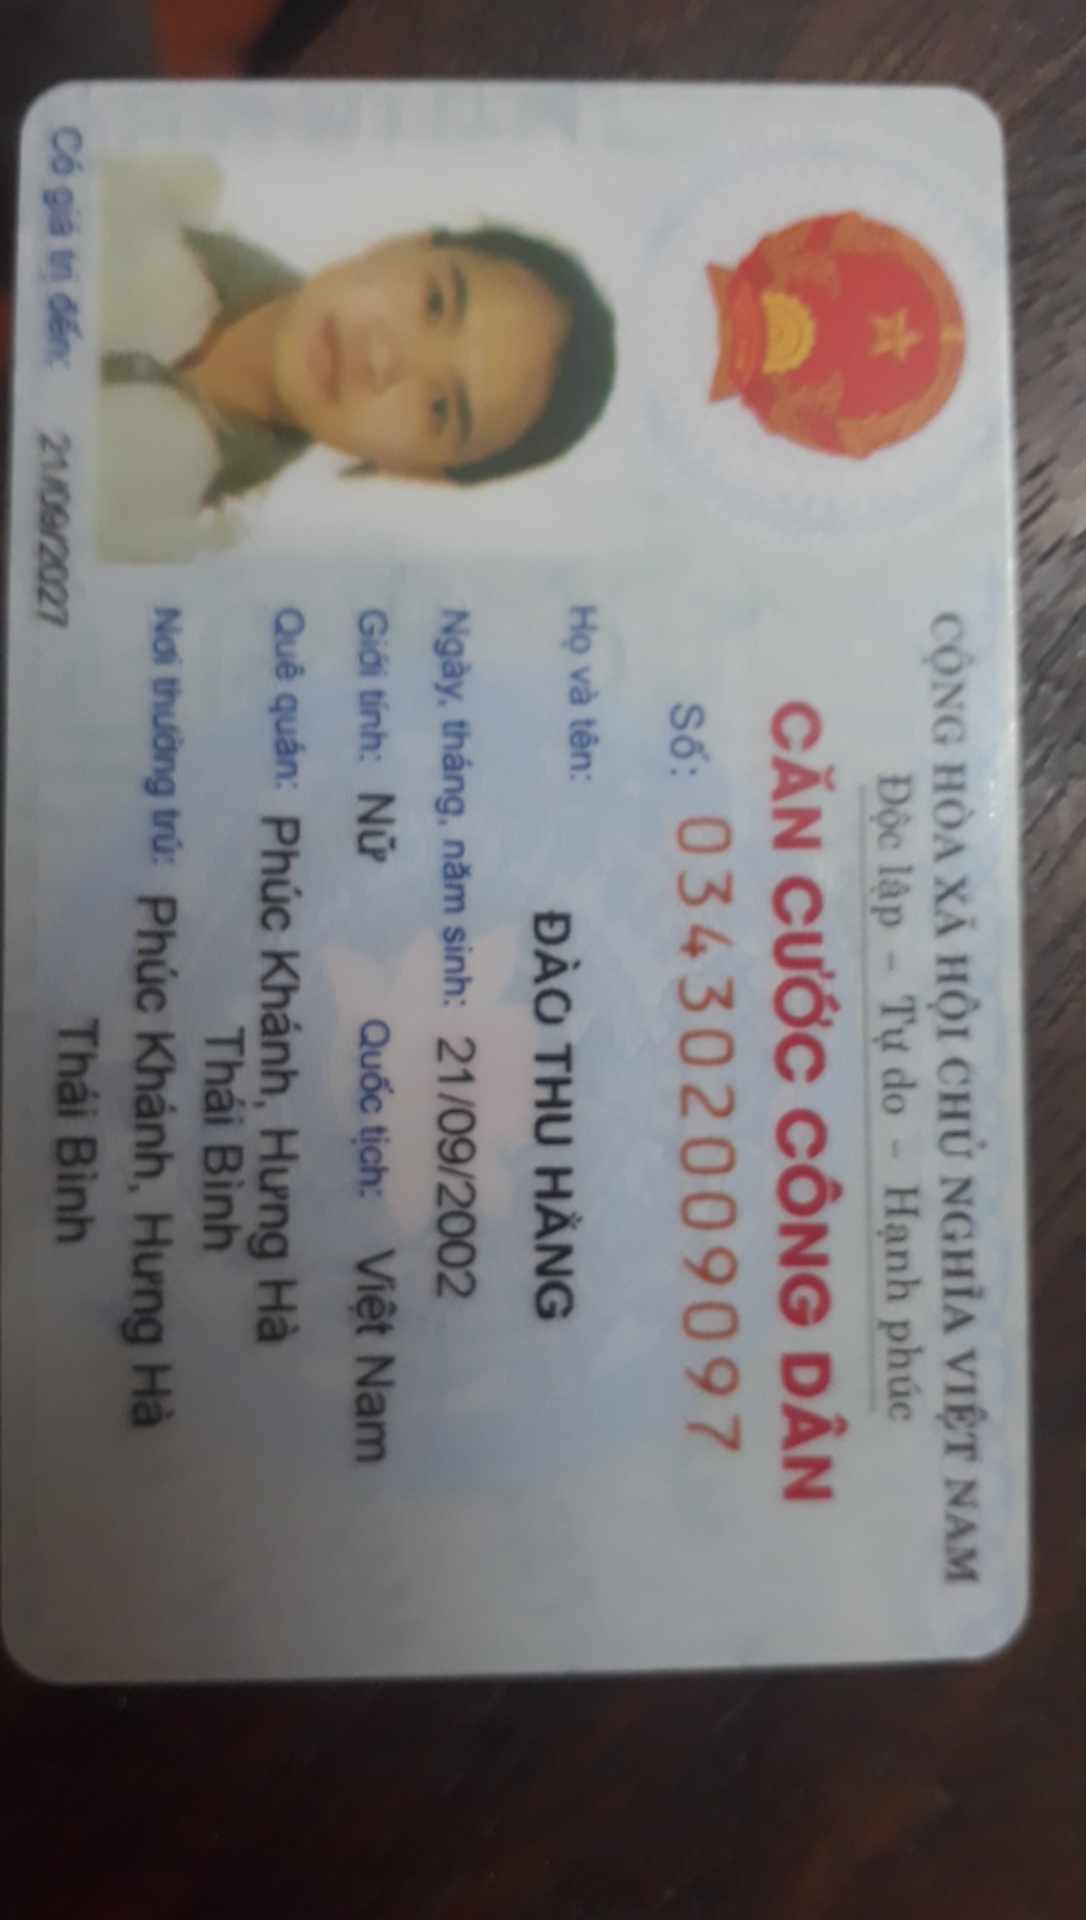 CỘNG HÒA XÃ HỘI CHỦ NGHĨA VIỆT NAM
Độc lập - Tự do - Hạnh phúc
CĂN CƯỚC CÔNG DÂN
Số: 034302009097
Họ và tên: ĐÀO THU HẰNG
Ngày, tháng, năm sinh: 21/09/2002
Giới tính: Nữ Quốc tịch: Việt Nam
Quê quán: Phúc Khánh, Hưng Hà
Thái Bình
Nơi thường trú: Phúc Khánh, Hưng Hà
Thái Bình
Có giá trị đến: 21/09/2027